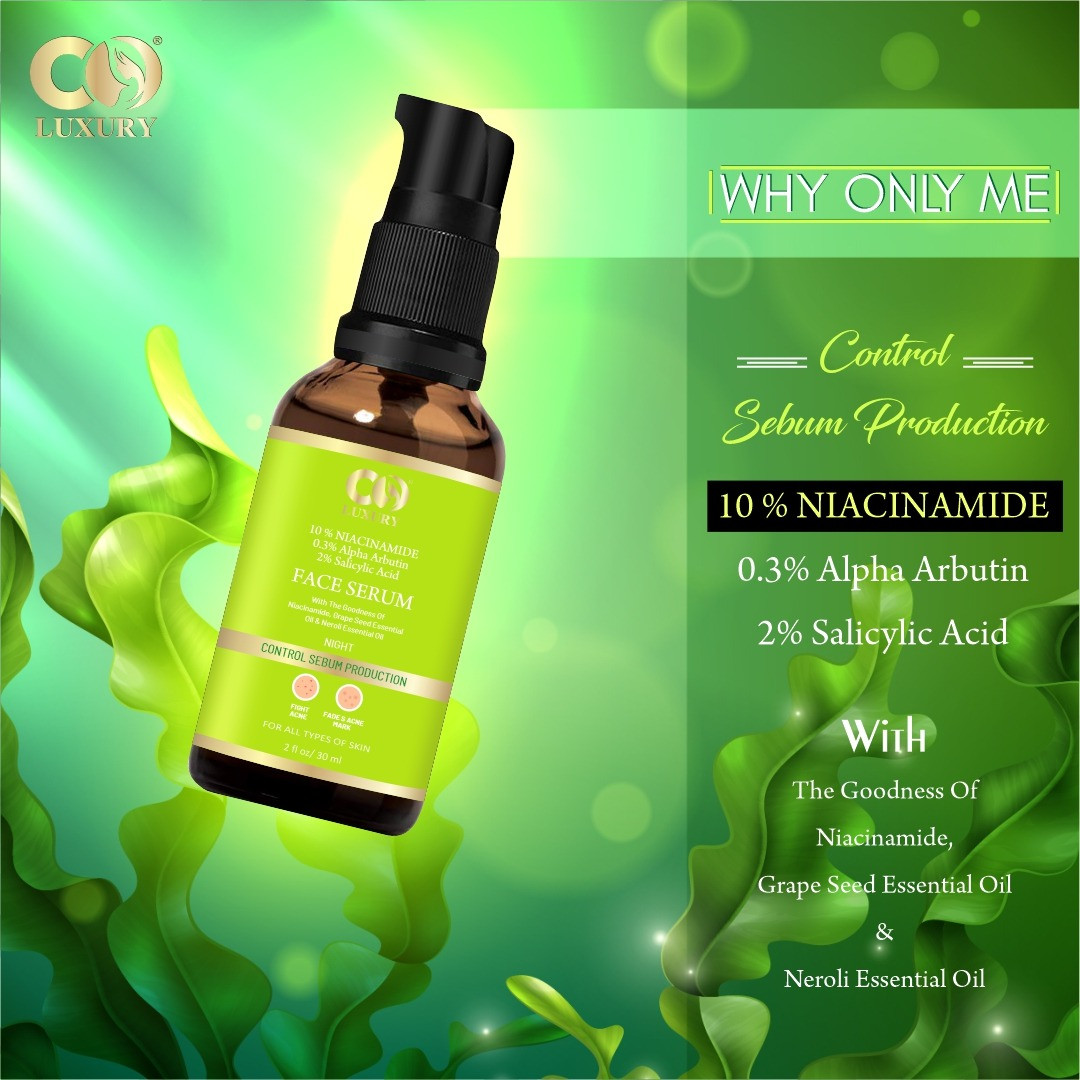 CO®
LUXURY
WHY ONLY ME
Control
Sebum Production
10 % NIACINAMIDE
0.3% Alpha Arbutin
2% Salicylic Acid
With
The Goodness Of
Niacinamide,
Grape Seed Essential Oil
&
Neroli Essential Oil
CO
LUXURY
10 % NIACINAMIDE
0.3% Alpha Arbutin
2% Salicylic Acid
FACE SERUM
With The Goodness Of
Niacinamide, Grape Seed Essential
Oil & Neroli Essential Oil
NIGHT
CONTROL SEBUM PRODUCTION
FIGHT
ACNE
FADE S ACNE
MARK
FOR ALL TYPES OF SKIN
2 fl oz/ 30 ml